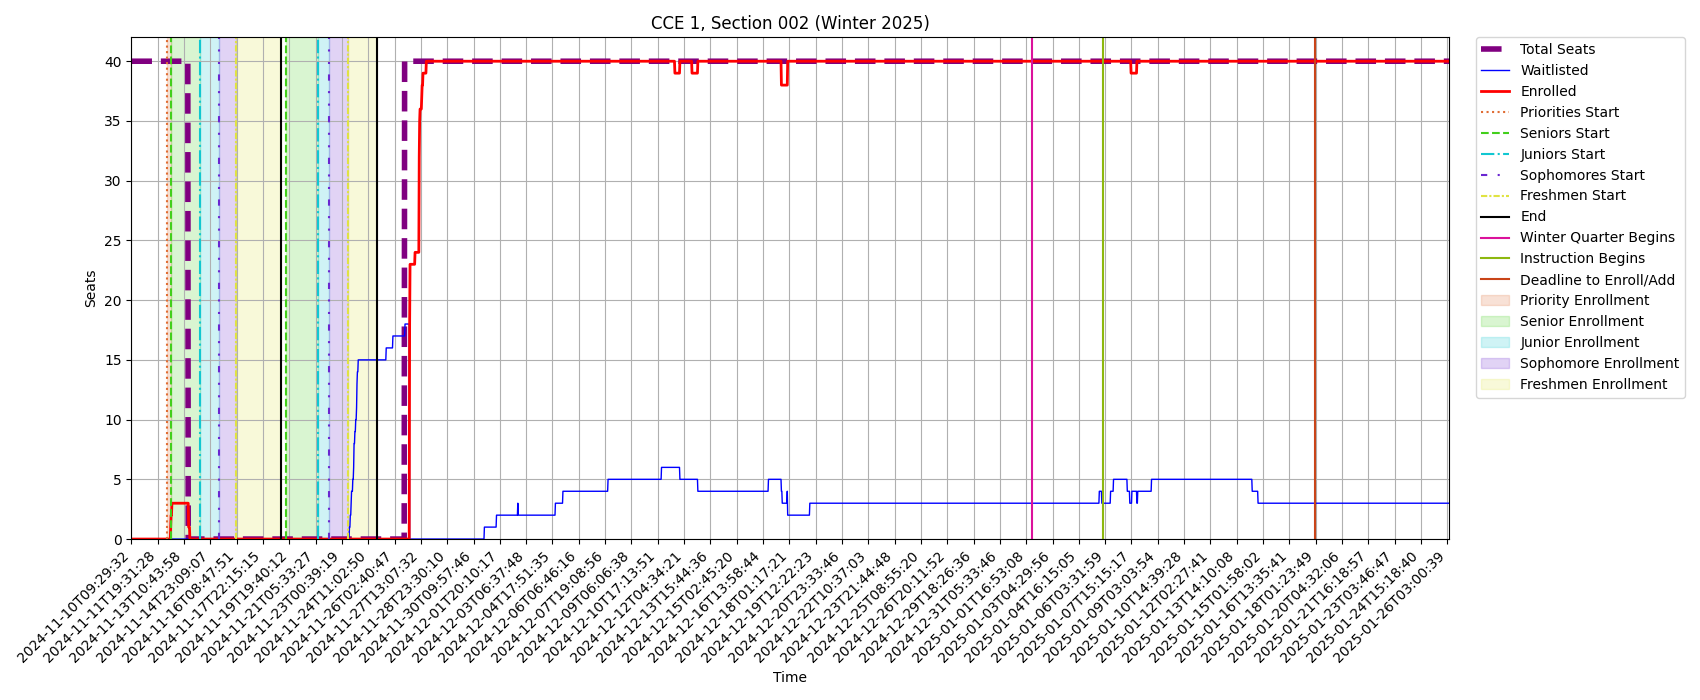 CCE 1, Section 002 (Winter 2025)
Seats
40
35
30
25
20
15
10
5
0
2024-11-10T09:29:32
2024-11-11T19:31:28
2024-11-13T10:43:58
2024-11-14T23:09:07
2024-11-16T08:47:51
2024-11-17T22:15:15
2024-11-19T19:40:12
2024-11-21T05:33:27
2024-11-23T00:39:19
2024-11-24T11:02:50
2024-11-26T02:40:47
2024-11-27T13:07:32
2024-11-28T23:30:10
2024-11-30T09:57:46
2024-12-01T20:10:17
2024-12-03T06:37:48
2024-12-04T17:51:35
2024-12-06T06:46:16
2024-12-07T19:08:56
2024-12-09T06:06:38
2024-12-10T17:13:51
2024-12-12T04:34:21
2024-12-13T15:44:36
2024-12-15T02:45:20
2024-12-16T13:58:44
2024-12-18T01:17:21
2024-12-19T12:22:23
2024-12-20T23:33:46
2024-12-22T10:37:03
2024-12-23T21:44:48
2024-12-25T08:55:20
2024-12-26T20:11:52
2024-12-29T18:26:36
2024-12-31T05:33:46
2025-01-01T16:53:08
2025-01-03T04:29:56
2025-01-04T16:15:05
2025-01-06T03:31:59
2025-01-07T15:15:17
2025-01-09T03:03:54
2025-01-10T14:39:28
2025-01-12T02:27:41
2025-01-13T14:10:08
2025-01-15T01:58:02
2025-01-16T13:35:41
2025-01-18T01:23:49
2025-01-20T04:32:06
2025-01-21T16:18:57
2025-01-23T03:46:47
2025-01-24T15:18:40
2025-01-26T03:00:39
Time
Total Seats
Waitlisted
Enrolled
Priorities Start
Seniors Start
Juniors Start
Sophomores Start
Freshmen Start
End
Winter Quarter Begins
Instruction Begins
Deadline to Enroll/Add
Priority Enrollment
Senior Enrollment
Junior Enrollment
Sophomore Enrollment
Freshmen Enrollment